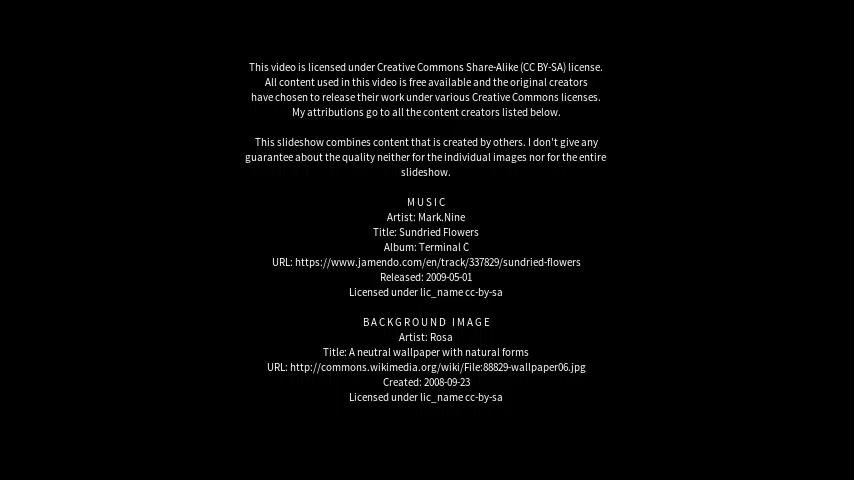 This video is licensed under Creative Commons Share-Alike (CC BY-SA) license.
All content used in this video is free available and the original creators
have chosen to release their work under various Creative Commons licenses.
My attributions go to all the content creators listed below.
This slideshow combines content that is created by others. I don't give any
guarantee about the quality neither for the individual images nor for the entire
slideshow.
MUSIC
Artist: Mark.Nine
Title: Sundried Flowers
Album: Terminal C
URL: https://www.jamendo.com/en/track/337829/sundried-flowers
Released: 2009-05-01
Licensed under lic_name cc-by-sa
BACKGROUND IMAGE
Artist: Rosa
Title: A neutral wallpaper with natural forms
URL: http://commons.wikimedia.org/wiki/File:88829-wallpaper06.jpg
Created: 2008-09-23
Licensed under lic_name cc-by-sa